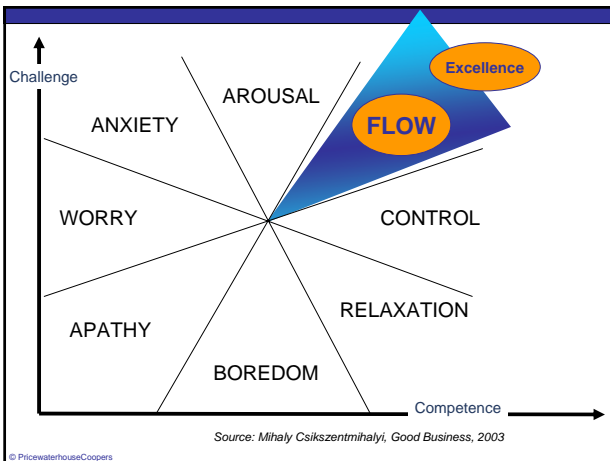 Challenge
Excellence
AROUSAL
ANXIETY
FLOW
WORRY
CONTROL
RELAXATION
APATHY
BOREDOM
Competence
Source: Mihaly Csikszentmihalyi, Good Business, 2003
© PricewaterhouseCoopers